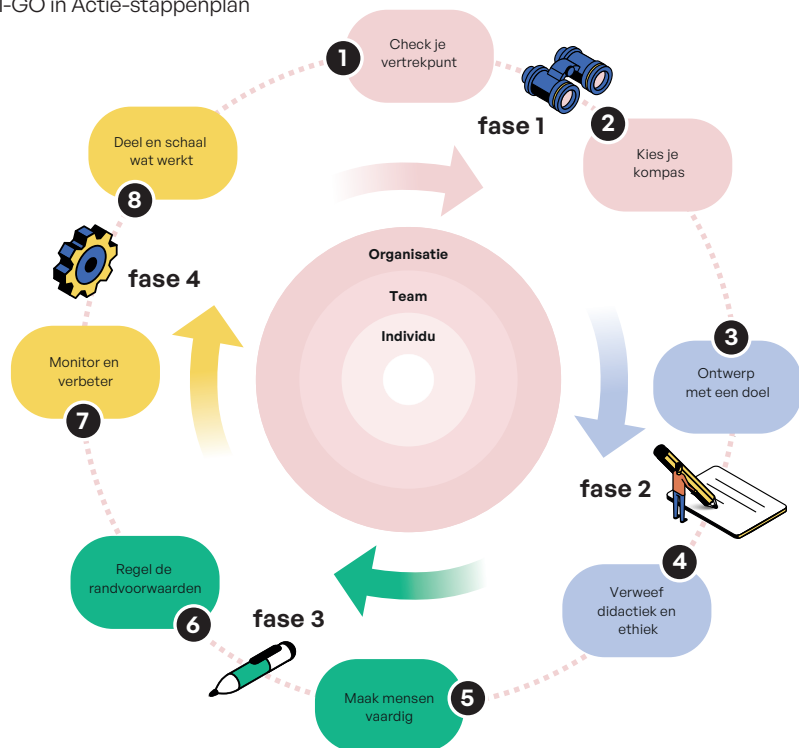 in Actie-stappenplan
1
Check je
vertrekpunt
fase 1
2
Kies je
kompas
8
Deel en schaal
wat werkt
fase 4
Organisatie
Team
Individu
3
Ontwerp
met een doel
7
Monitor en
verbeter
fase 2
4
Verweef
didactiek en
ethiek
6
Regel de
randvoorwaarden
fase 3
5
Maak mensen
vaardig